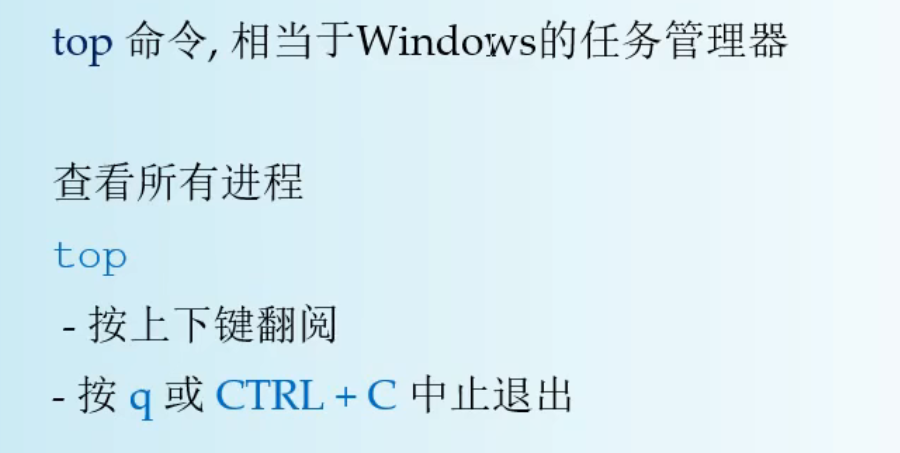 top 命令, 相当于Windows的任务管理器
查看所有进程
top
- 按上下键翻阅
- 按 q 或 CTRL + C 中止退出